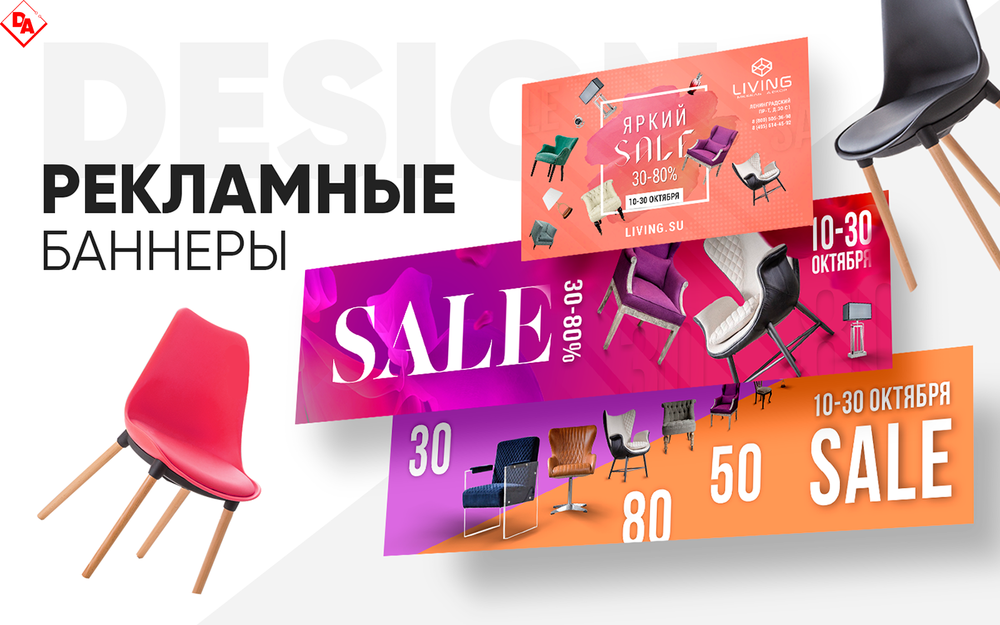 DA
DESIGN
РЕКЛАМНЫЕ
БАННЕРЫ
LIVING
ЛЕНИНГРАДСКИЙ
ЯРКИЙ
SALE
30-80%
10-30 ОКТЯБРЯ
LIVING.SU
SALE
30-80%
10-30
ОКТЯБРЯ
30
80
50
10-30 ОКТЯБРЯ
SALE